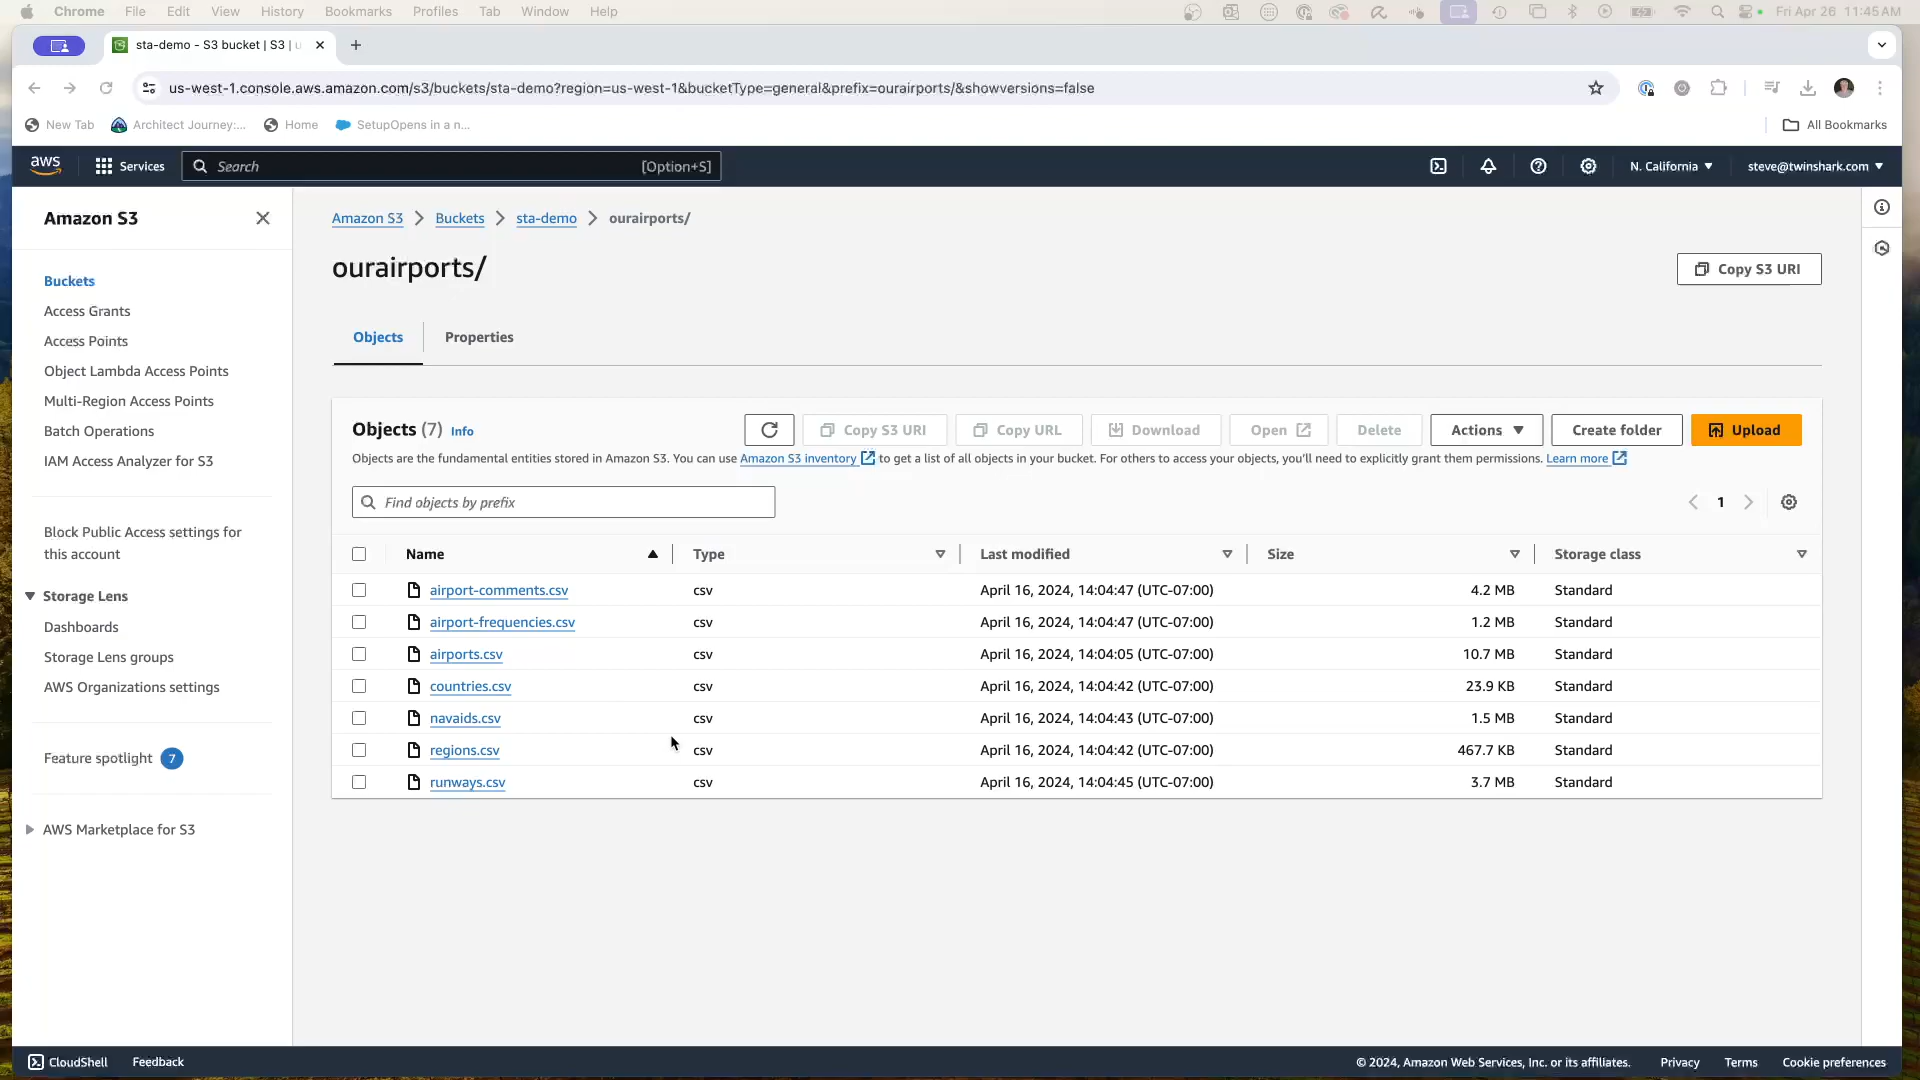 Chrome File Edit View History Bookmarks Profiles Tab Window Help Fri Apr 26 11:45 AM
sta-demo - S3 bucket | S3 | u
us-west-1.console.aws.amazon.com/s3/buckets/sta-demo?region=us-west-1&bucketType=general&prefix=ourairports/&showversions=false
New Tab Architect Journey:... Home SetupOpens in a n... All Bookmarks
aws Services Search [Option+S] N. California steve@twinshark.com
Amazon S3
Buckets
Access Grants
Access Points
Object Lambda Access Points
Multi-Region Access Points
Batch Operations
IAM Access Analyzer for S3
Block Public Access settings for
this account
Storage Lens
Dashboards
Storage Lens groups
AWS Organizations settings
Feature spotlight 7
AWS Marketplace for S3
Amazon S3 Buckets sta-demo ourairports/
ourairports/
Copy S3 URI
Objects Properties
Objects (7) Info Copy S3 URI Copy URL Download Open Delete Actions Create folder Upload
Objects are the fundamental entities stored in Amazon S3. You can use Amazon S3 inventory to get a list of all objects in your bucket. For others to access your objects, you'll need to explicitly grant them permissions. Learn more
Find objects by prefix 1
Name Type Last modified Size Storage class
airport-comments.csv csv April 16, 2024, 14:04:47 (UTC-07:00) 4.2 MB Standard
airport-frequencies.csv csv April 16, 2024, 14:04:47 (UTC-07:00) 1.2 MB Standard
airports.csv csv April 16, 2024, 14:04:05 (UTC-07:00) 10.7 MB Standard
countries.csv csv April 16, 2024, 14:04:42 (UTC-07:00) 23.9 KB Standard
navaids.csv csv April 16, 2024, 14:04:43 (UTC-07:00) 1.5 MB Standard
regions.csv csv April 16, 2024, 14:04:42 (UTC-07:00) 467.7 KB Standard
runways.csv csv April 16, 2024, 14:04:45 (UTC-07:00) 3.7 MB Standard
CloudShell Feedback © 2024, Amazon Web Services, Inc. or its affiliates. Privacy Terms Cookie preferences